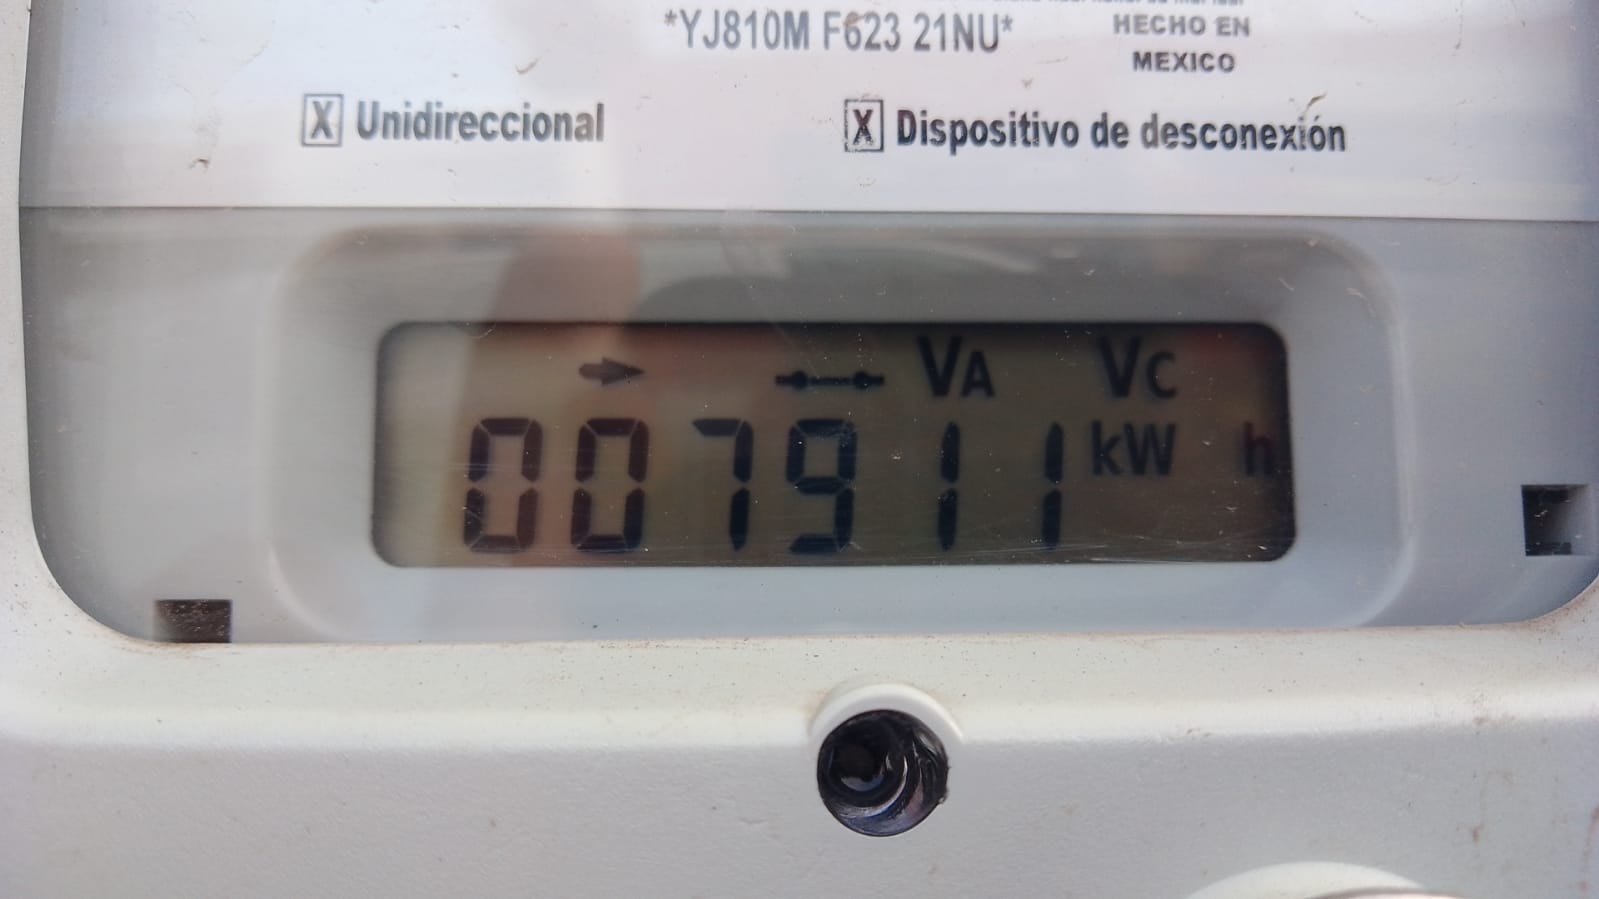 *YJ810M F623 21NU*
HECHO EN
MEXICO
X Unidireccional
X Dispositivo de desconexión
VA VC
007911 kW h